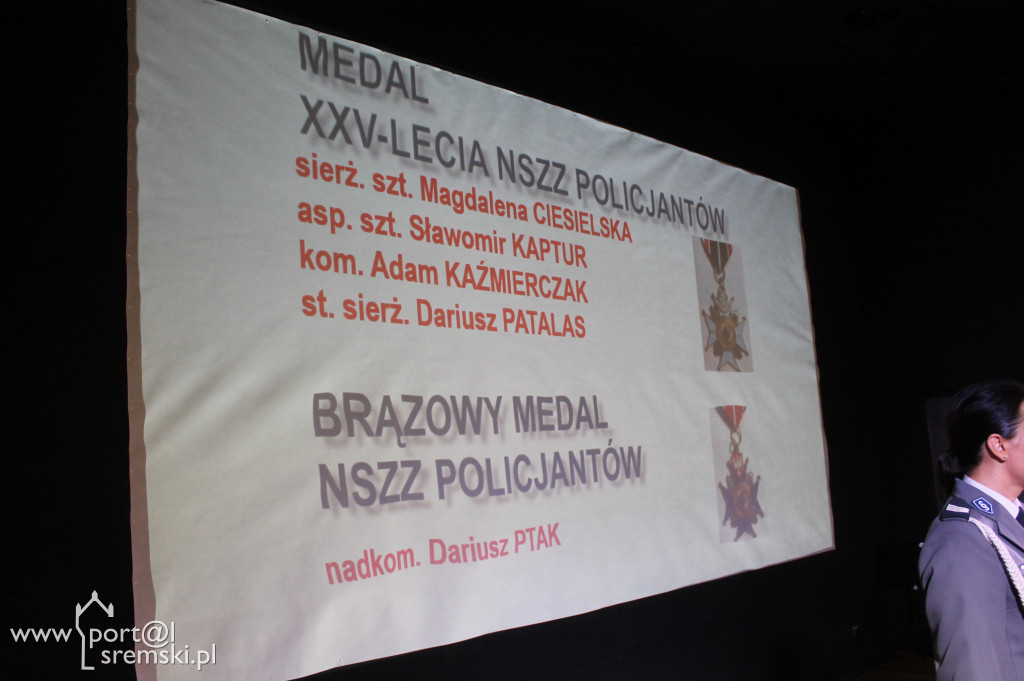 MEDAL
XXV-LECIA NSZZ POLICJANTÓW
sierż. szt. Magdalena CIESIELSKA
asp. szt. Sławomir KAPTUR
kom. Adam KAŹMIERCZAK
st. sierż. Dariusz PATALAS
BRĄZOWY MEDAL
NSZZ POLICJANTÓW
nadkom. Dariusz PTAK
www.port@l
sremski.pl